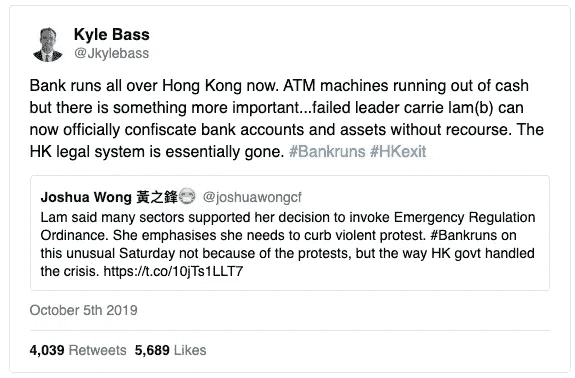 Kyle Bass
@Jkylebass
Bank runs all over Hong Kong now. ATM machines running out of cash
but there is something more important...failed leader carrie lam(b) can
now officially confiscate bank accounts and assets without recourse. The
HK legal system is essentially gone. #Bankruns #HKexit
Joshua Wong 黃之鋒😷 @joshuawongcf
Lam said many sectors supported her decision to invoke Emergency Regulation
Ordinance. She emphasises she needs to curb violent protest. #Bankruns on
this unusual Saturday not because of the protests, but the way HK govt handled
the crisis. https://t.co/10jTs1LLT7
October 5th 2019
4,039 Retweets 5,689 Likes